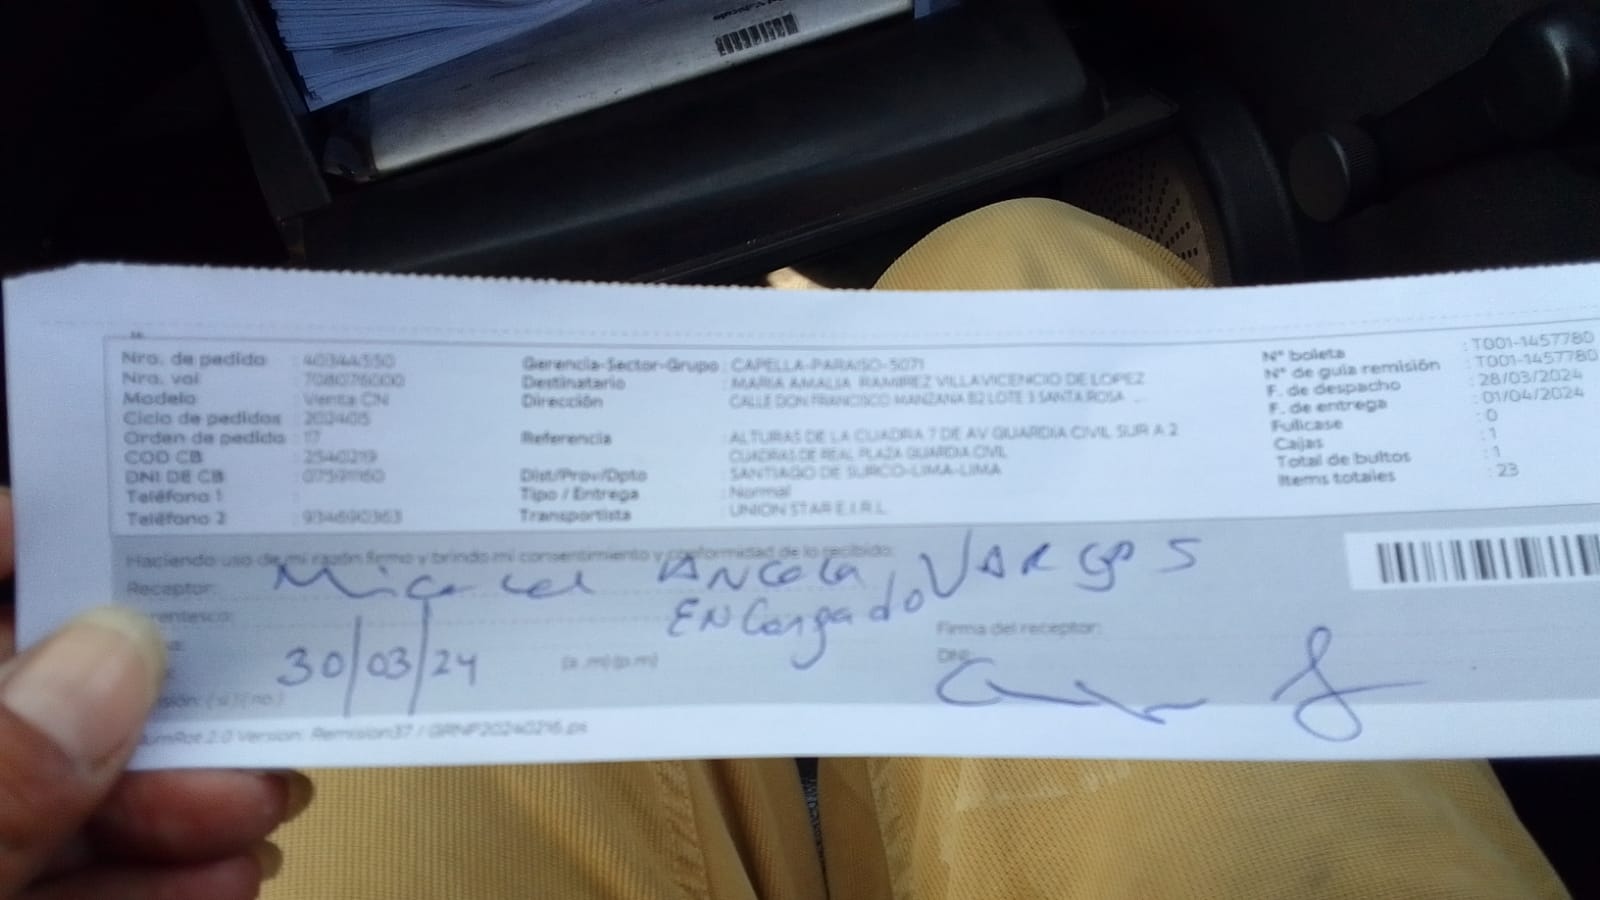 Nro. de pedido : 40344550
Nro. val : 7080776000
Modelo : Venta CN
Ciclo de pedidos : 202405
Orden de pedido : 17
COD CB : 2540219
DNI DE CB : 07591160
Teléfono 1 :
Teléfono 2 : 934690363
Gerencia-Sector-Grupo : CAPELLA-PARAISO-5071
Destinatario : MARIA AMALIA RAMIREZ VILLAVICENCIO DE LOPEZ
Dirección : CALLE DON FRANCISCO MANZANA B2 LOTE 3 SANTA ROSA
Referencia : ALTURAS DE LA CUADRA 7 DE AV GUARDIA CIVIL SUR A 2
CUADRAS DE REAL PLAZA GUARDIA CIVIL
Dist/Prov/Dpto : SANTIAGO DE SURCO-LIMA-LIMA
Tipo / Entrega : Normal
Transportista : UNION STAR E.I.R.L
N° boleta : T001-1457780
N° de guía remisión : T001-1457780
F. de despacho : 28/03/2024
F. de entrega : 01/04/2024
Fullcase : 0
Cajas : 1
Total de bultos : 1
Items totales : 23
Haciendo uso de mi razón firmo y brindo mi consentimiento y conformidad de lo recibido:
Receptor: VARgAS
ENCargado
Firma del receptor:
30/03/24 (a.m) (p.m)
DNI:
Version: Remision37 / GRNP20240216.ps